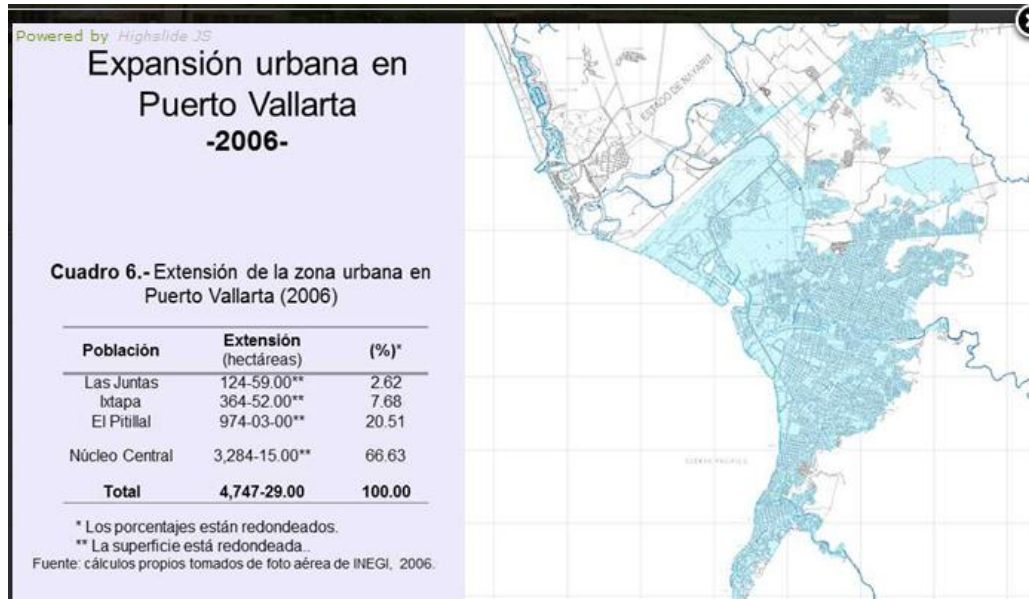 Powered by Highslide JS
Expansión urbana en
Puerto Vallarta
-2006-
Cuadro 6.- Extensión de la zona urbana en
Puerto Vallarta (2006)
Población Extensión (hectáreas) (%)*
Las Juntas 124-59.00** 2.62
Ixtapa 364-52.00** 7.68
El Pitillal 974-03-00** 20.51
Núcleo Central 3,284-15.00** 66.63
Total 4,747-29.00 100.00
* Los porcentajes están redondeados.
** La superficie está redondeada..
Fuente: cálculos propios tomados de foto aérea de INEGI, 2006.
ESTADO DE NAYARIT